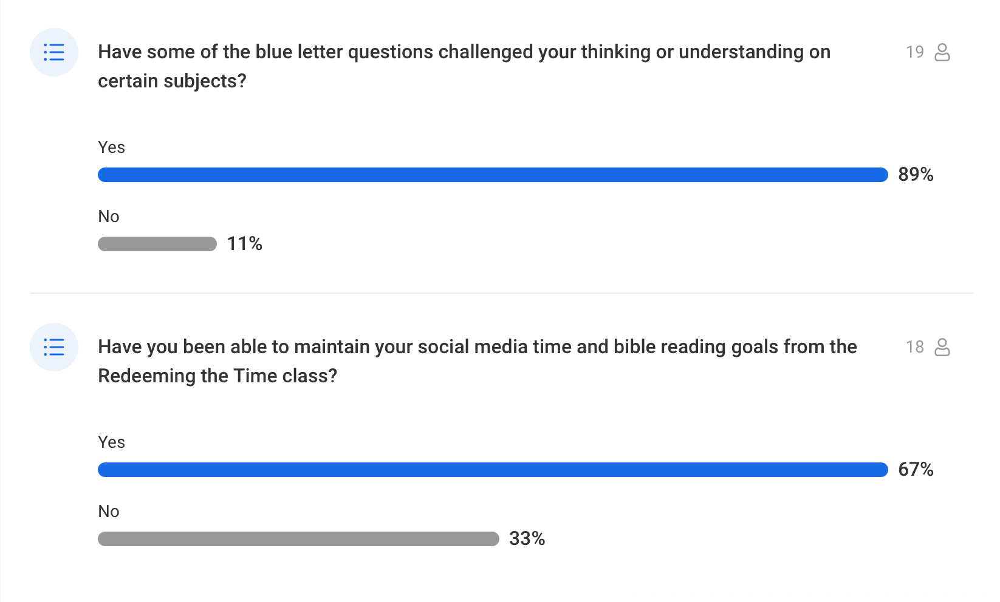 Have some of the blue letter questions challenged your thinking or understanding on
certain subjects?
19
Yes
89%
No
11%
Have you been able to maintain your social media time and bible reading goals from the
Redeeming the Time class?
18
Yes
67%
No
33%